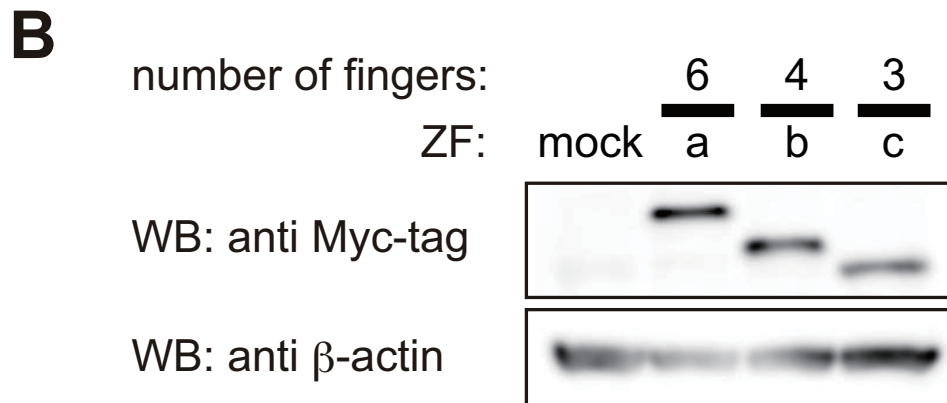 B
number of fingers: 6 4 3
ZF: mock a b c
WB: anti Myc-tag
WB: anti β-actin